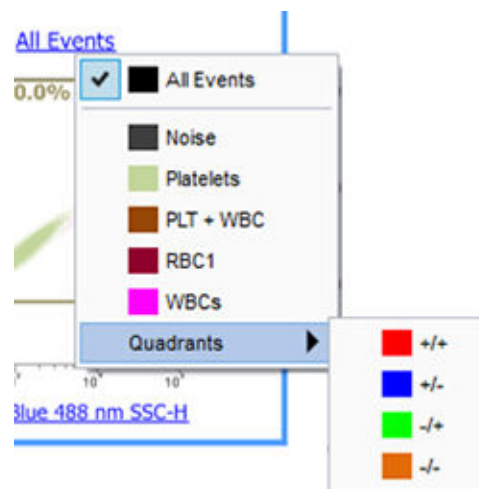 All Events
All Events
0.0%
Noise
Platelets
PLT + WBC
RBC1
WBCs
Quadrants
+/+
+/-
-/+
-/-
Blue 488 nm SSC-H